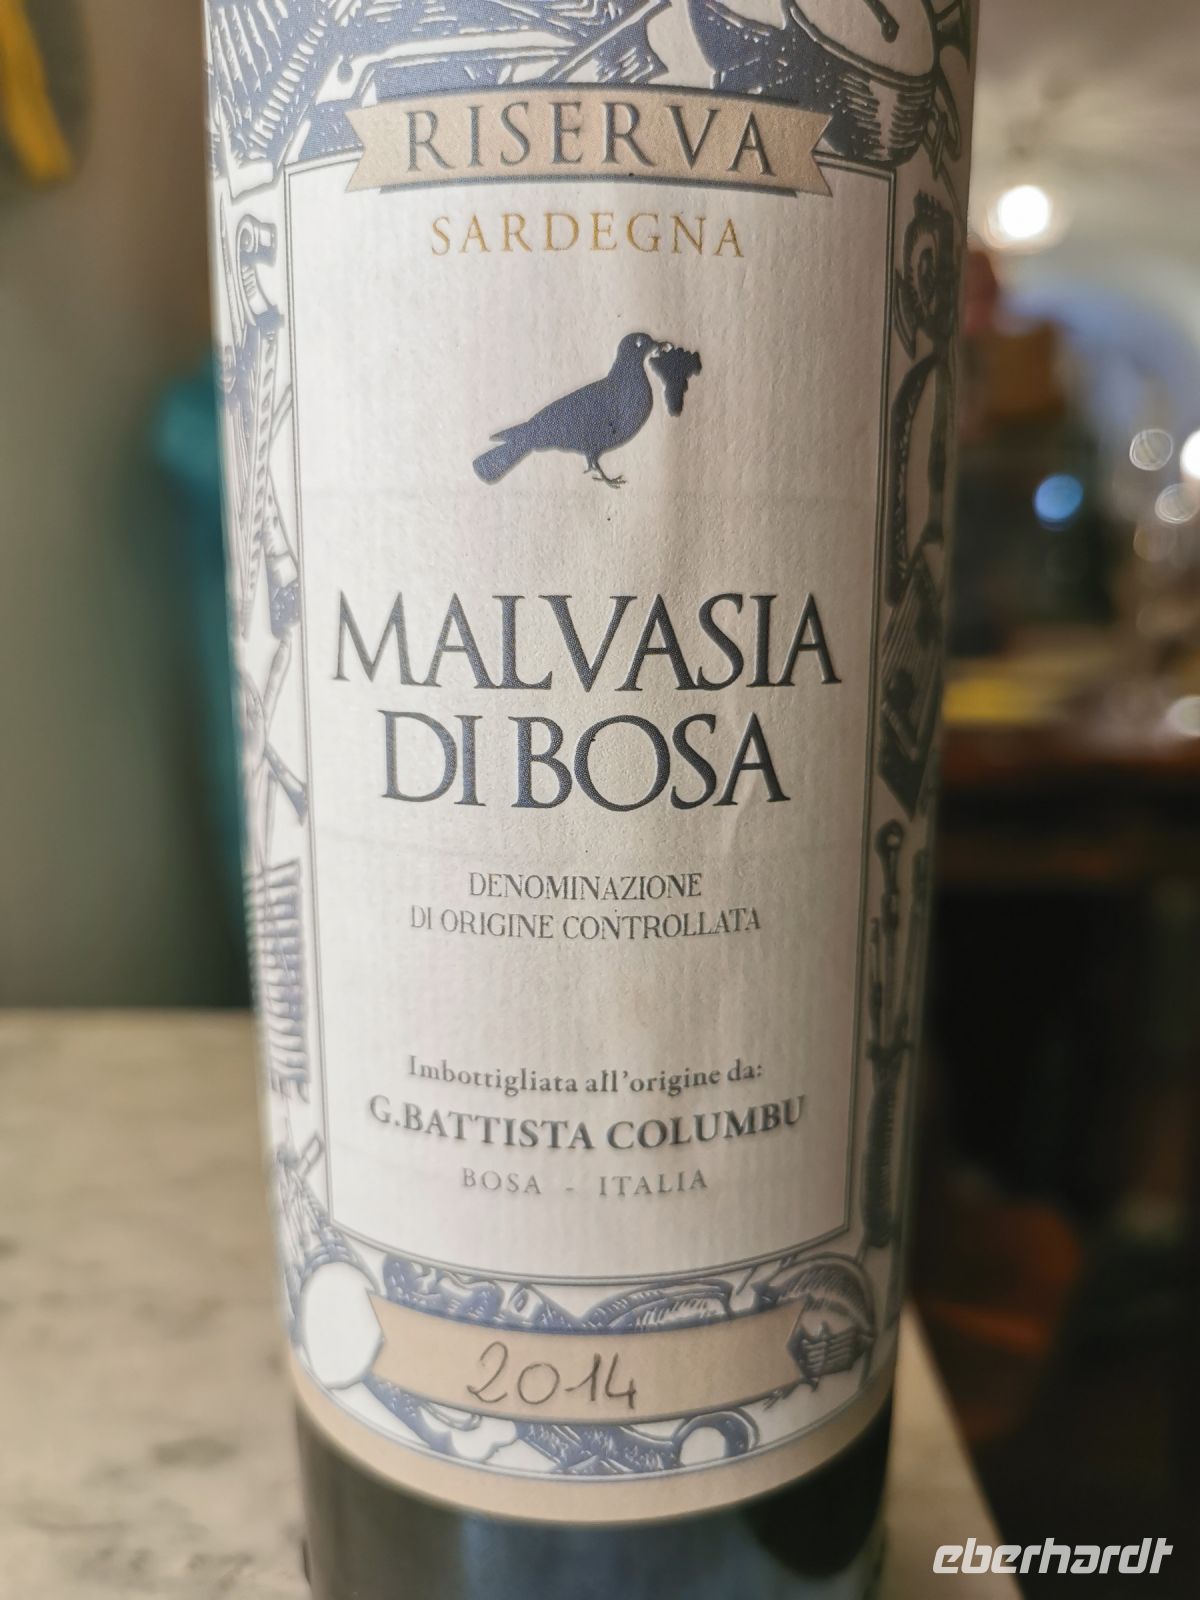 RISERVA
SARDEGNA
MALVASIA
DI BOSA
DENOMINAZIONE
DI ORIGINE CONTROLLATA
Imbottigliata all'origine da:
G.BATTISTA COLUMBU
BOSA - ITALIA
2014
eberhardt